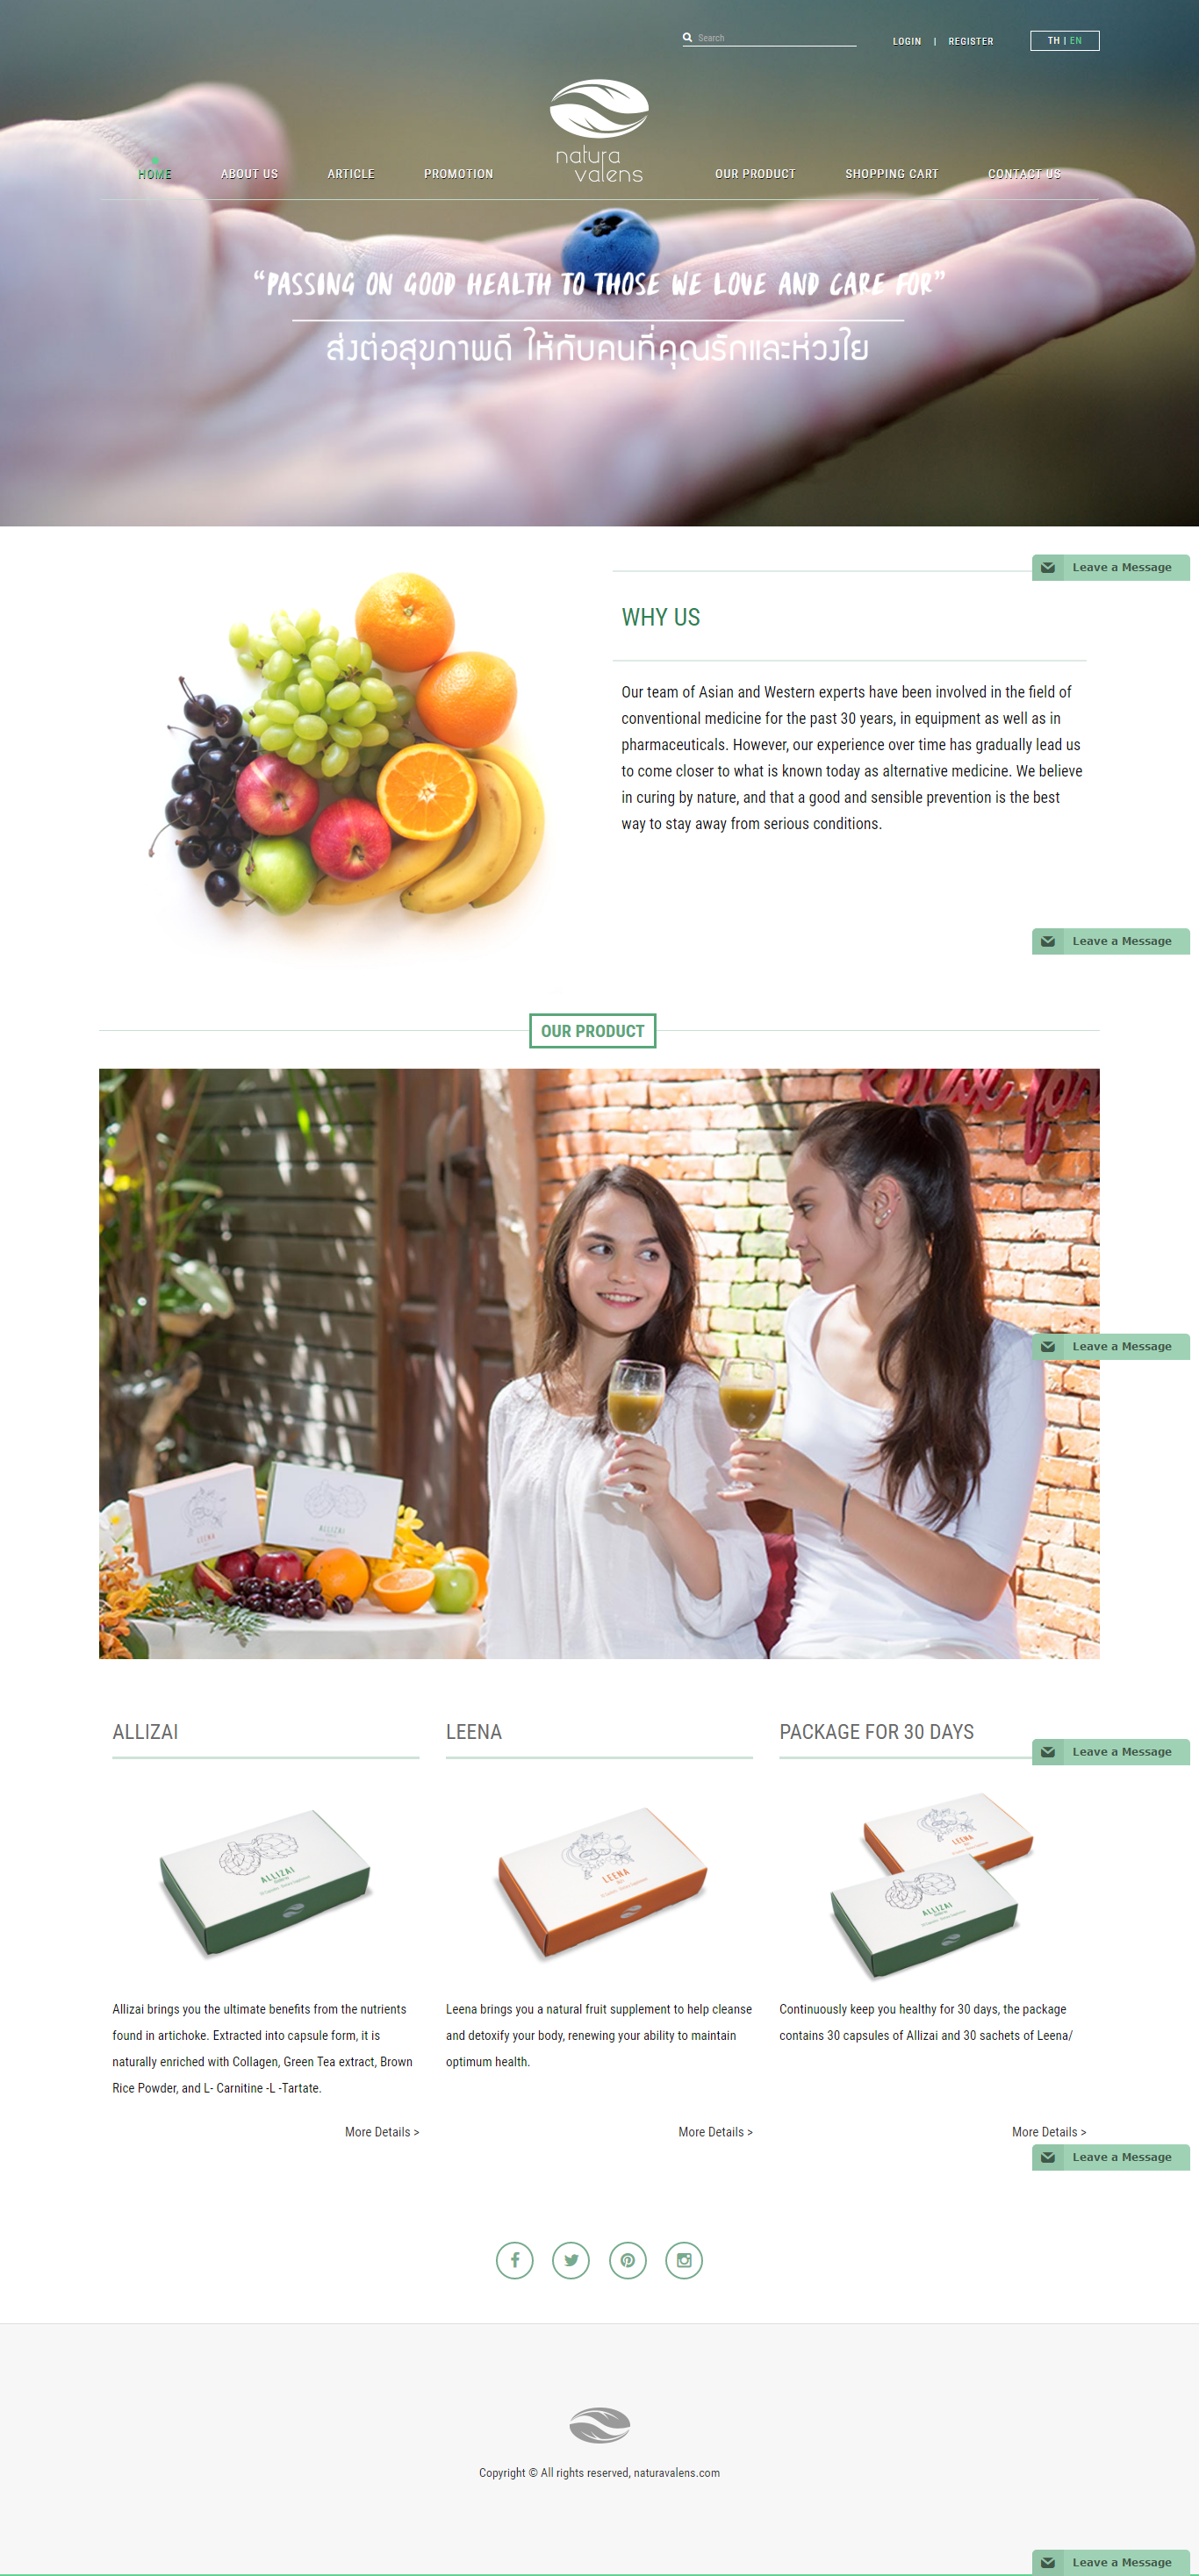 Search
LOGIN | REGISTER
TH | EN
HOME
ABOUT US
ARTICLE
PROMOTION
natura
valens
OUR PRODUCT
SHOPPING CART
CONTACT US
“PASSING ON GOOD HEALTH TO THOSE WE LOVE AND CARE FOR”
ส่งต่อสุขภาพดี ให้กับคนที่คุณรักและห่วงใย
Leave a Message
WHY US
Our team of Asian and Western experts have been involved in the field of
conventional medicine for the past 30 years, in equipment as well as in
pharmaceuticals. However, our experience over time has gradually lead us
to come closer to what is known today as alternative medicine. We believe
in curing by nature, and that a good and sensible prevention is the best
way to stay away from serious conditions.
Leave a Message
OUR PRODUCT
Relax for
Leave a Message
LEENA
ALLIZAI
ALLIZAI
LEENA
PACKAGE FOR 30 DAYS
Leave a Message
ALLIZAI
LEENA
LEENA
ALLIZAI
Allizai brings you the ultimate benefits from the nutrients
found in artichoke. Extracted into capsule form, it is
naturally enriched with Collagen, Green Tea extract, Brown
Rice Powder, and L- Carnitine -L -Tartate.
More Details >
Leena brings you a natural fruit supplement to help cleanse
and detoxify your body, renewing your ability to maintain
optimum health.
More Details >
Continuously keep you healthy for 30 days, the package
contains 30 capsules of Allizai and 30 sachets of Leena/
More Details >
Leave a Message
Copyright © All rights reserved, naturavalens.com
Leave a Message